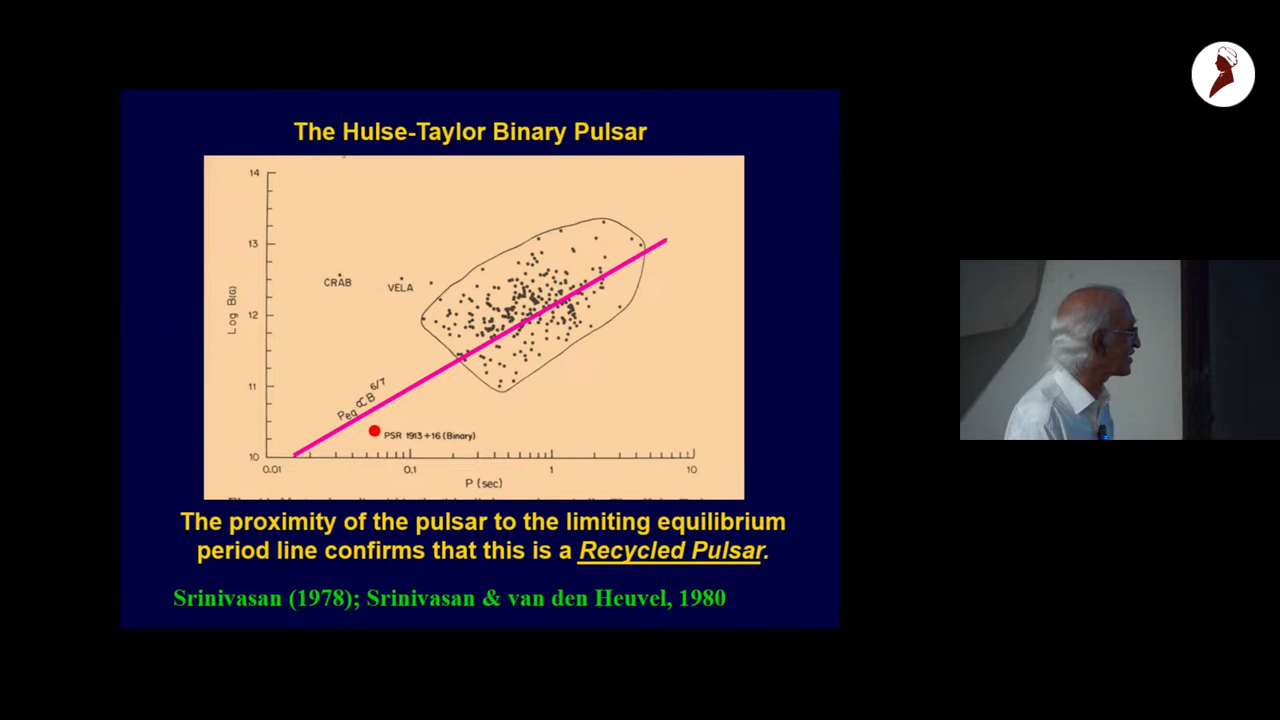 The Hulse-Taylor Binary Pulsar
14
13
CRAB
VELA
Log B(G)
12
11
Peq ∝ B 6/7
PSR 1913+16 (Binary)
10
0.01
0.1
1
10
P (sec)
The proximity of the pulsar to the limiting equilibrium
period line confirms that this is a Recycled Pulsar.
Srinivasan (1978); Srinivasan & van den Heuvel, 1980